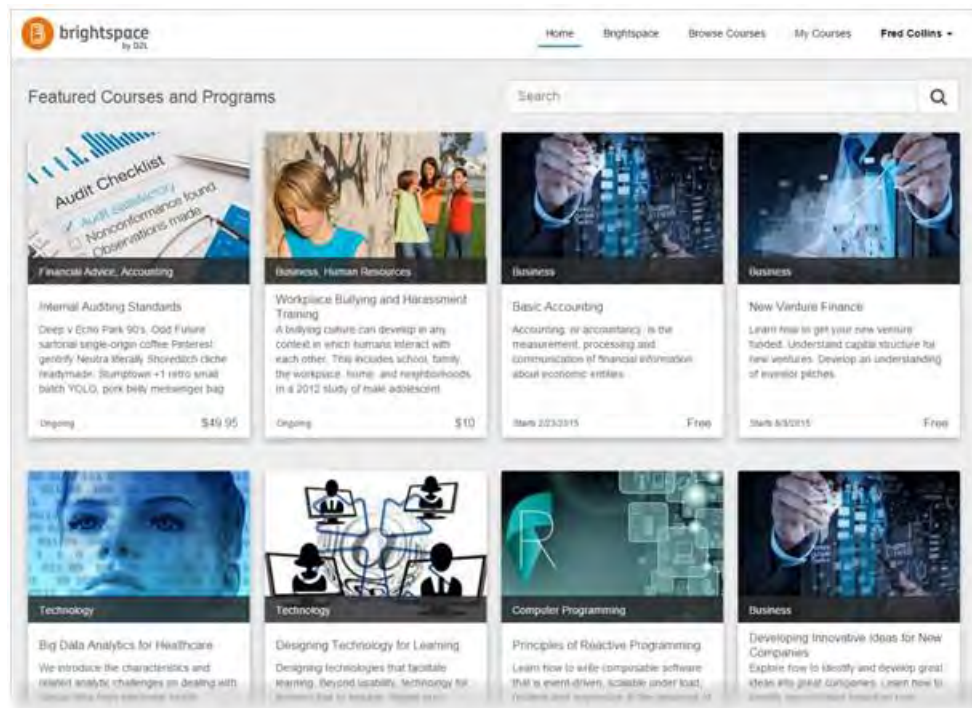 brightspace
by D2L
Home Brightspace Browse Courses My Courses Fred Collins
Featured Courses and Programs
Search
Audit Checklist
Audit satisfactory
Nonconformance found
Observations made
Financial Advice, Accounting
Internal Auditing Standards
Deep v Echo Park 90's, Odd Future
sartorial single-origin coffee Pinterest
gentrify Neutra literally Shoreditch cliche
readymade. Stumptown +1 retro small
batch YOLO, pork belly messenger bag
Ongoing $49.95
Business, Human Resources
Workplace Bullying and Harassment
Training
A bullying culture can develop in any
context in which humans interact with
each other. This includes school, family,
the workplace, home, and neighborhoods.
In a 2012 study of male adolescent
Ongoing $10
Business
Basic Accounting
Accounting, or accountancy, is the
measurement, processing and
communication of financial information
about economic entities.
Starts 2/23/2015 Free
Business
New Venture Finance
Learn how to get your new venture
funded. Understand capital structure for
new ventures. Develop an understanding
of investor pitches.
Starts 8/3/2015 Free
Technology
Big Data Analytics for Healthcare
We introduce the characteristics and
related analytic challenges on dealing with
Technology
Designing Technology for Learning
Designing technologies that facilitate
learning. Beyond usability, technology for
R
Computer Programming
Principles of Reactive Programming
Learn how to write composable software
that is event-driven, scalable under load,
Business
Developing Innovative Ideas for New
Companies
Explore how to identify and develop great
ideas into great companies. Learn how to